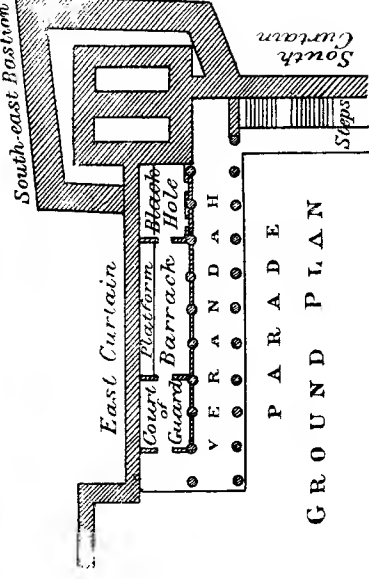 South-east Bastion
South
Curtain
East Curtain
Steps
Black
Hole
Platform
Barrack
Court
of
Guard
VERANDAH
PARADE
GROUND PLAN